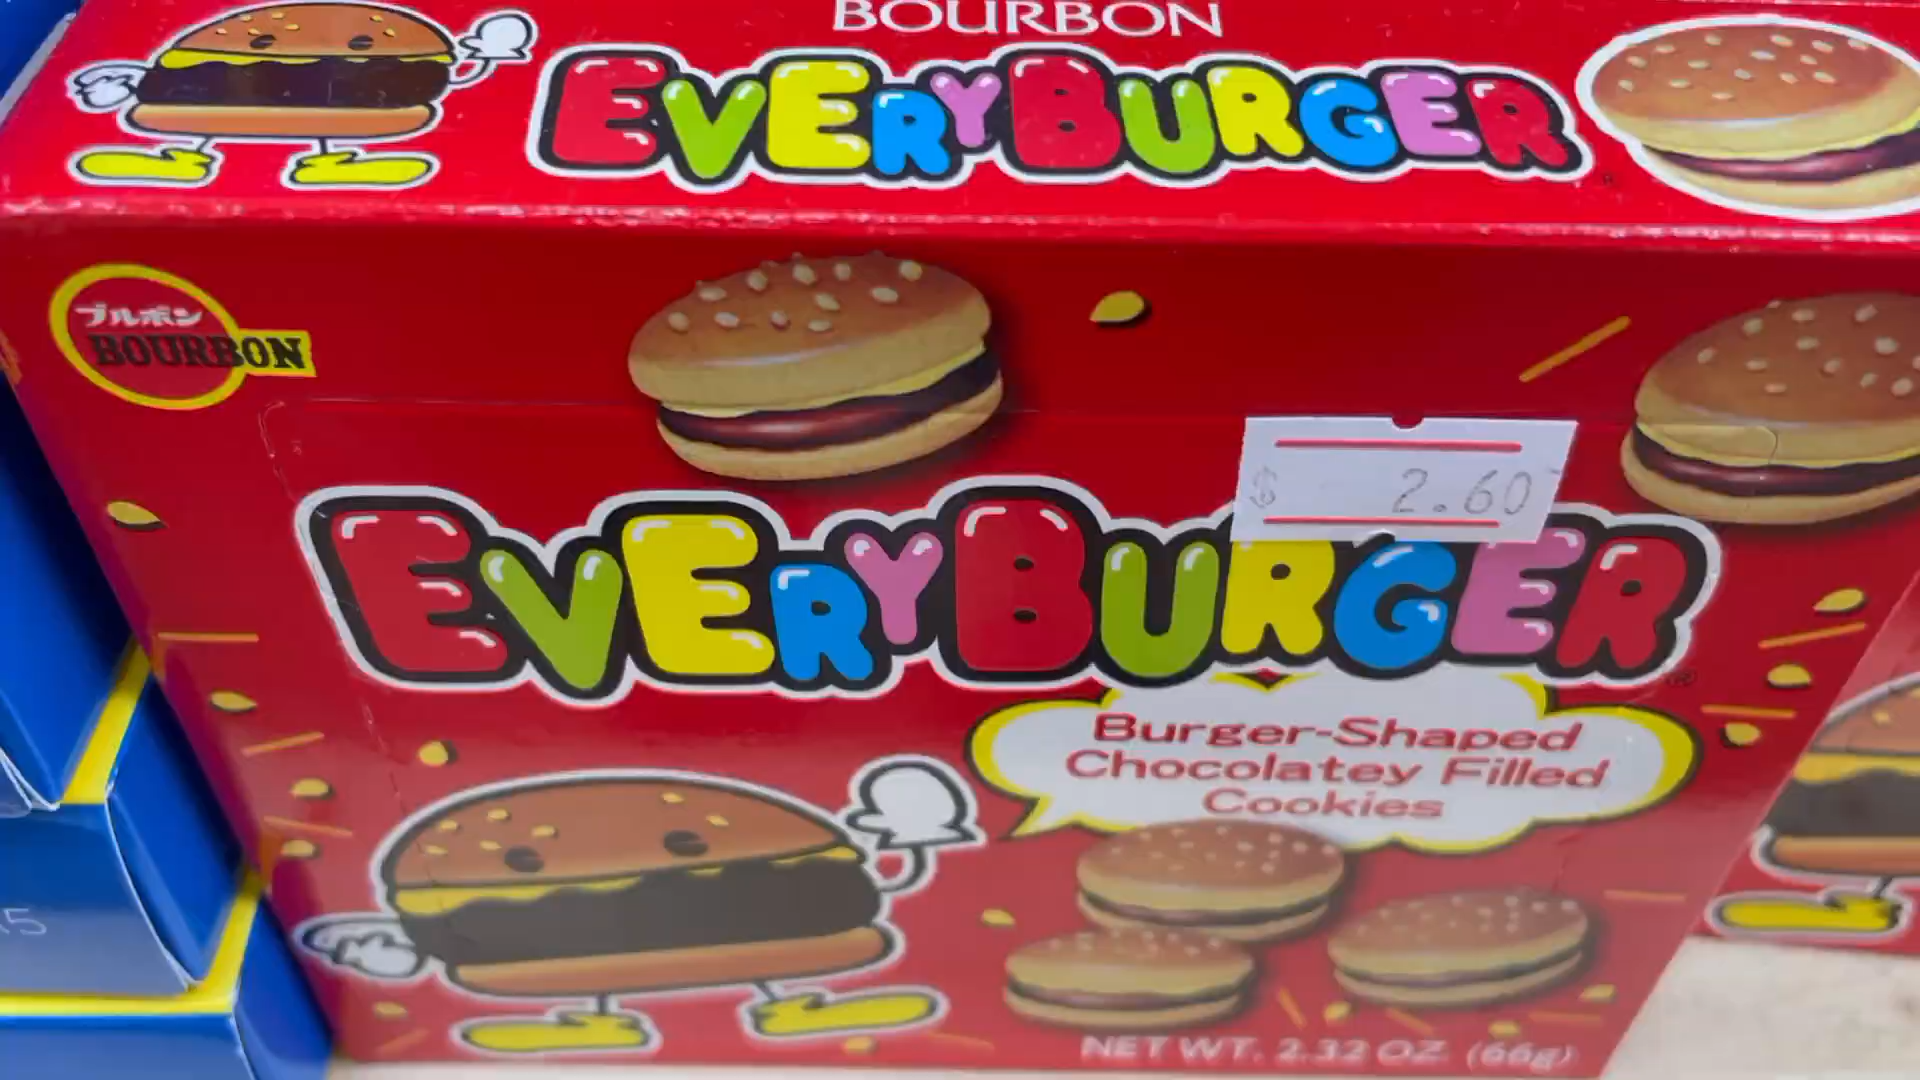 BOURBON
EVERYBURGER
ブルボン
BOURBON
$ 2.60
EVERYBURGER
Burger-Shaped
Chocolatey Filled
Cookies
NET WT. 2.32 OZ (66g)